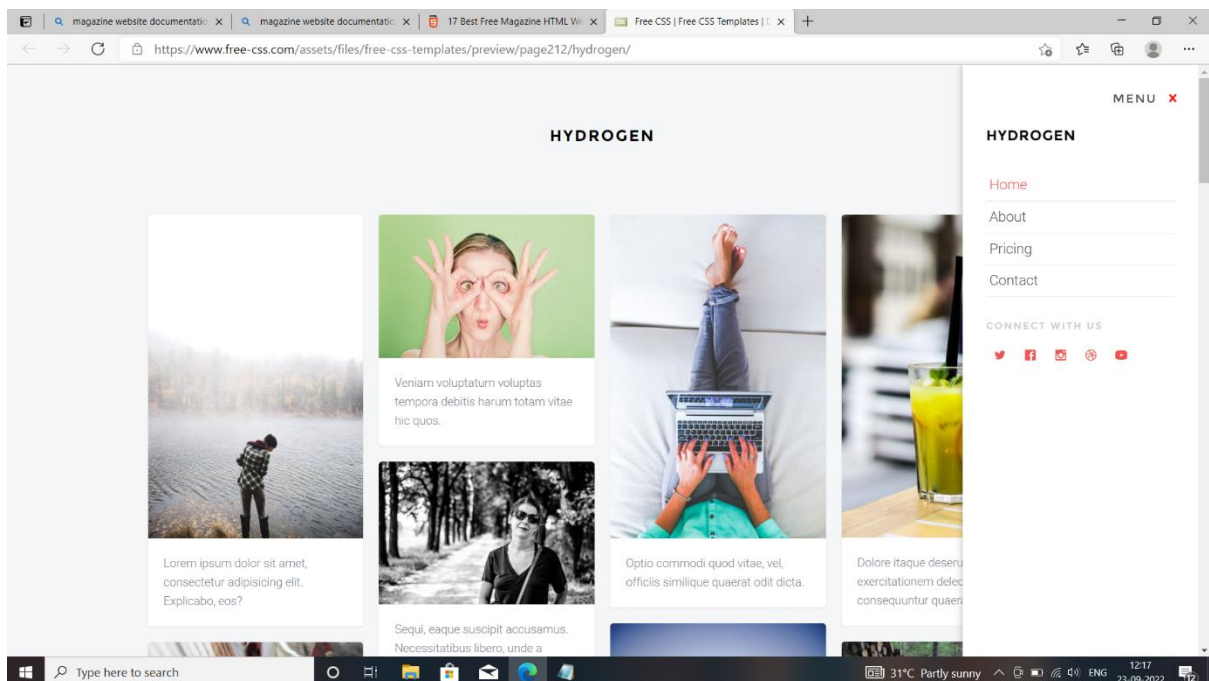 magazine website documentatio
magazine website documentatio
17 Best Free Magazine HTML We
Free CSS | Free CSS Templates |
https://www.free-css.com/assets/files/free-css-templates/preview/page212/hydrogen/
MENU X
HYDROGEN
HYDROGEN
Home
About
Pricing
Contact
CONNECT WITH US
Lorem ipsum dolor sit amet,
consectetur adipisicing elit.
Explicabo, eos?
Veniam voluptatum voluptas
tempora debitis harum totam vitae
hic quos.
Sequi, eaque suscipit accusamus.
Necessitatibus libero, unde a
Optio commodi quod vitae, vel,
officiis similique quaerat odit dicta.
Dolore itaque deseru
exercitationem delec
consequuntur quaera
Type here to search
31°C Partly sunny
ENG
12:17
23-09-2022
12